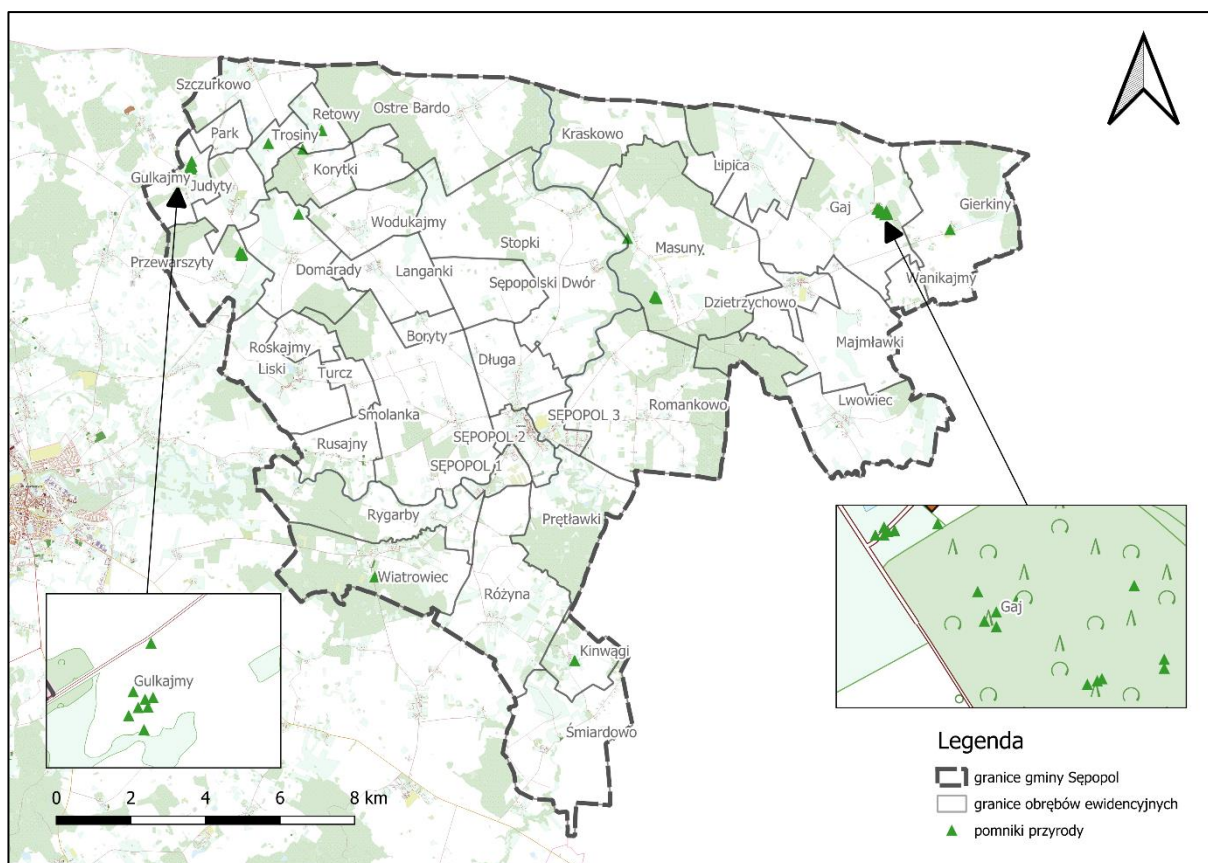 Szczurkowo
Ostre Bardo
Retowy
Park
Trosiny
Kraskowo
Korytki
Lipica
Gulkajmy
Judyty
Gaj
Gierkiny
Wodukajmy
Stopki
Masuny
Przewarszyty
Domarady
Langanki
Sępopolski Dwór
Wanikajmy
Dzietrzychowo
Boryty
Majmławki
Roskajmy
Długa
Liski
Turcz
Lwowiec
Romankowo
Smolanka
SĘPOPOL 3
SĘPOPOL 2
Rusajny
SĘPOPOL 1
Rygarby
Prętławki
Wiatrowiec
Różyna
Gaj
Kinwągi
Gulkajmy
Śmiardowo
Legenda
granice gminy Sępopol
granice obrębów ewidencyjnych
pomniki przyrody
0 2 4 6 8 km